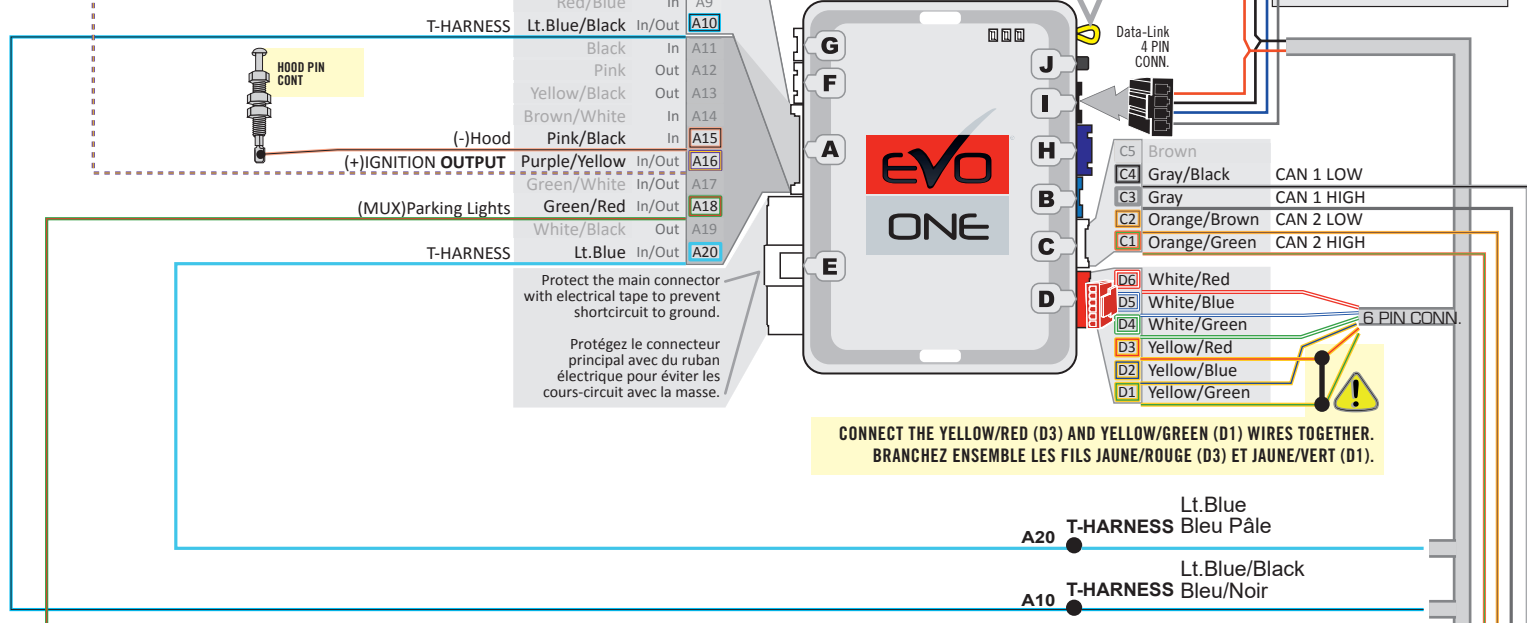 Red/Blue In A9
T-HARNESS Lt.Blue/Black In/Out A10
Black In A11
Pink Out A12
Yellow/Black Out A13
Brown/White In A14
(-)Hood Pink/Black In A15
(+)IGNITION OUTPUT Purple/Yellow In/Out A16
Green/White In/Out A17
(MUX)Parking Lights Green/Red In/Out A18
White/Black Out A19
T-HARNESS Lt.Blue In/Out A20
HOOD PIN
CONT
Protect the main connector
with electrical tape to prevent
shortcircuit to ground.
Protégez le connecteur
principal avec du ruban
électrique pour éviter les
cours-circuit avec la masse.
G
F
A
E
EVO
ONE
J
I
H
B
C
D
Data-Link
4 PIN
CONN.
C5 Brown
C4 Gray/Black CAN 1 LOW
C3 Gray CAN 1 HIGH
C2 Orange/Brown CAN 2 LOW
C1 Orange/Green CAN 2 HIGH
D6 White/Red
D5 White/Blue
D4 White/Green
D3 Yellow/Red
D2 Yellow/Blue
D1 Yellow/Green
6 PIN CONN.
CONNECT THE YELLOW/RED (D3) AND YELLOW/GREEN (D1) WIRES TOGETHER.
BRANCHEZ ENSEMBLE LES FILS JAUNE/ROUGE (D3) ET JAUNE/VERT (D1).
Lt.Blue
A20 T-HARNESS Bleu Pâle
Lt.Blue/Black
A10 T-HARNESS Bleu/Noir